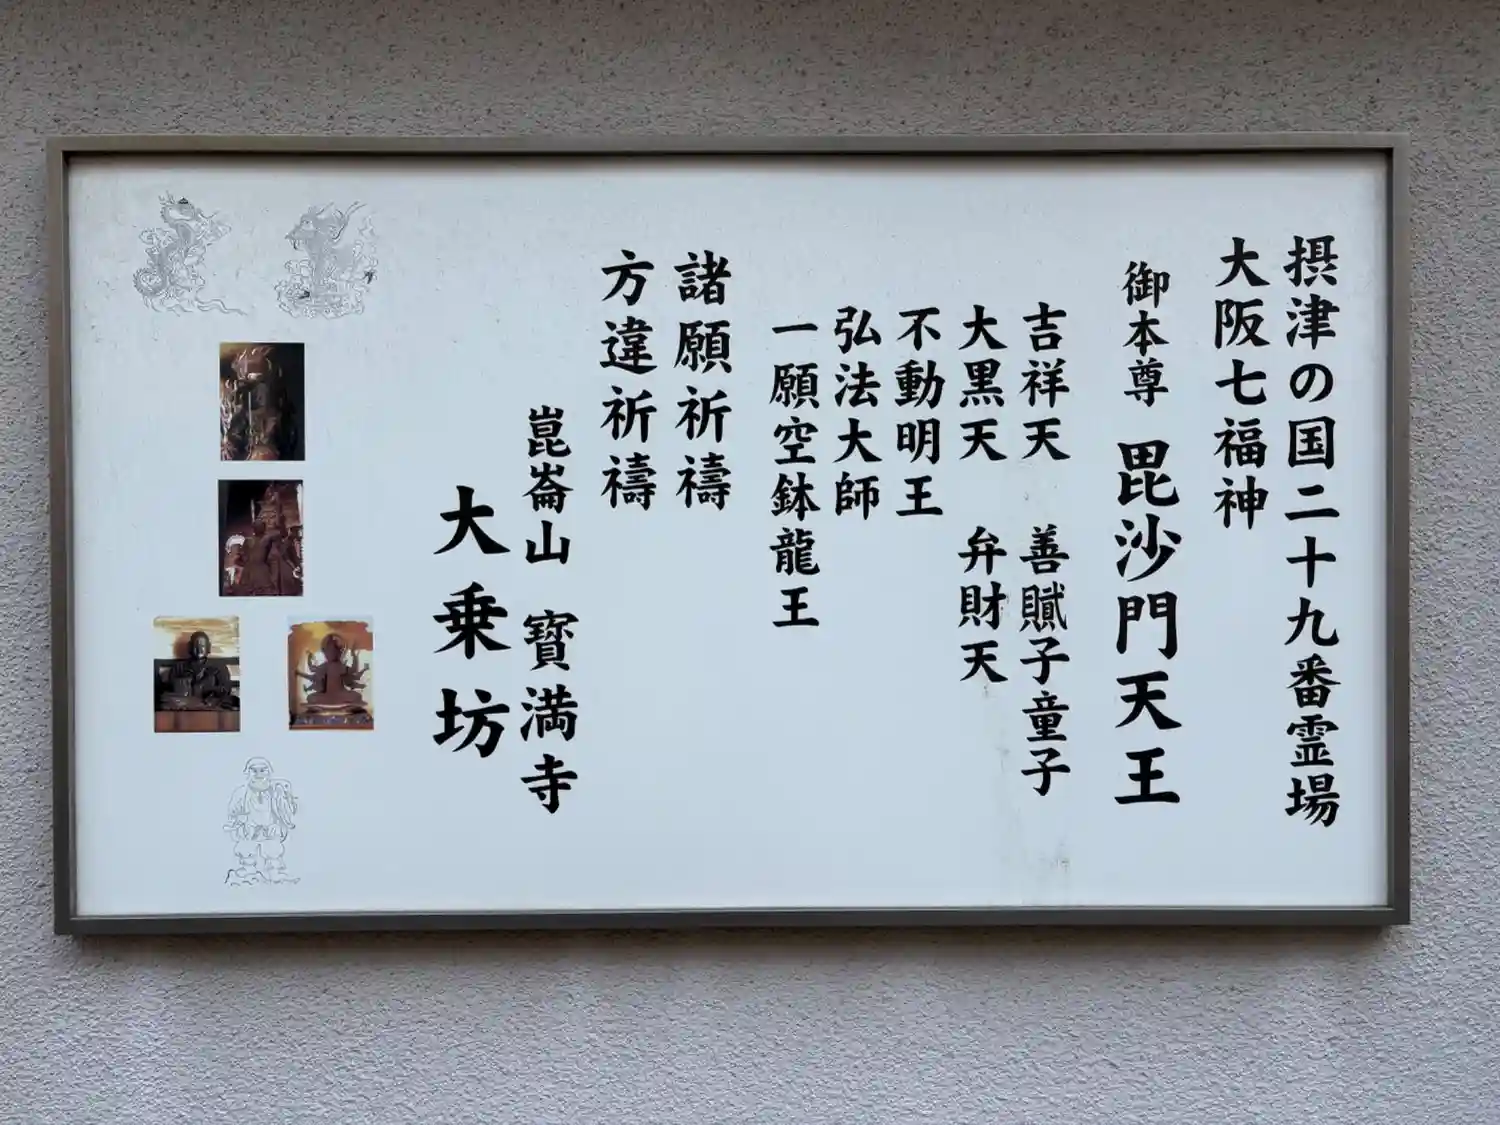 摂津の国二十九番霊場
大阪七福神
御本尊 毘沙門天王
吉祥天 善膩子童子
大黒天 弁財天
不動明王
弘法大師
一願空鉢龍王
諸願祈禱
方違祈禱
崑崙山 寳満寺
大乗坊